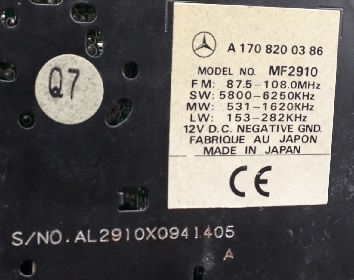 A 170 820 03 86
MODEL NO. MF2910
FM: 87.5-108.0MHz
SW: 5800-6250KHz
MW: 531-1620KHz
LW: 153-282KHz
12V D.C. NEGATIVE GND.
FABRIQUE AU JAPON
MADE IN JAPAN
CE
Q7
S/NO. AL2910X0941405
A